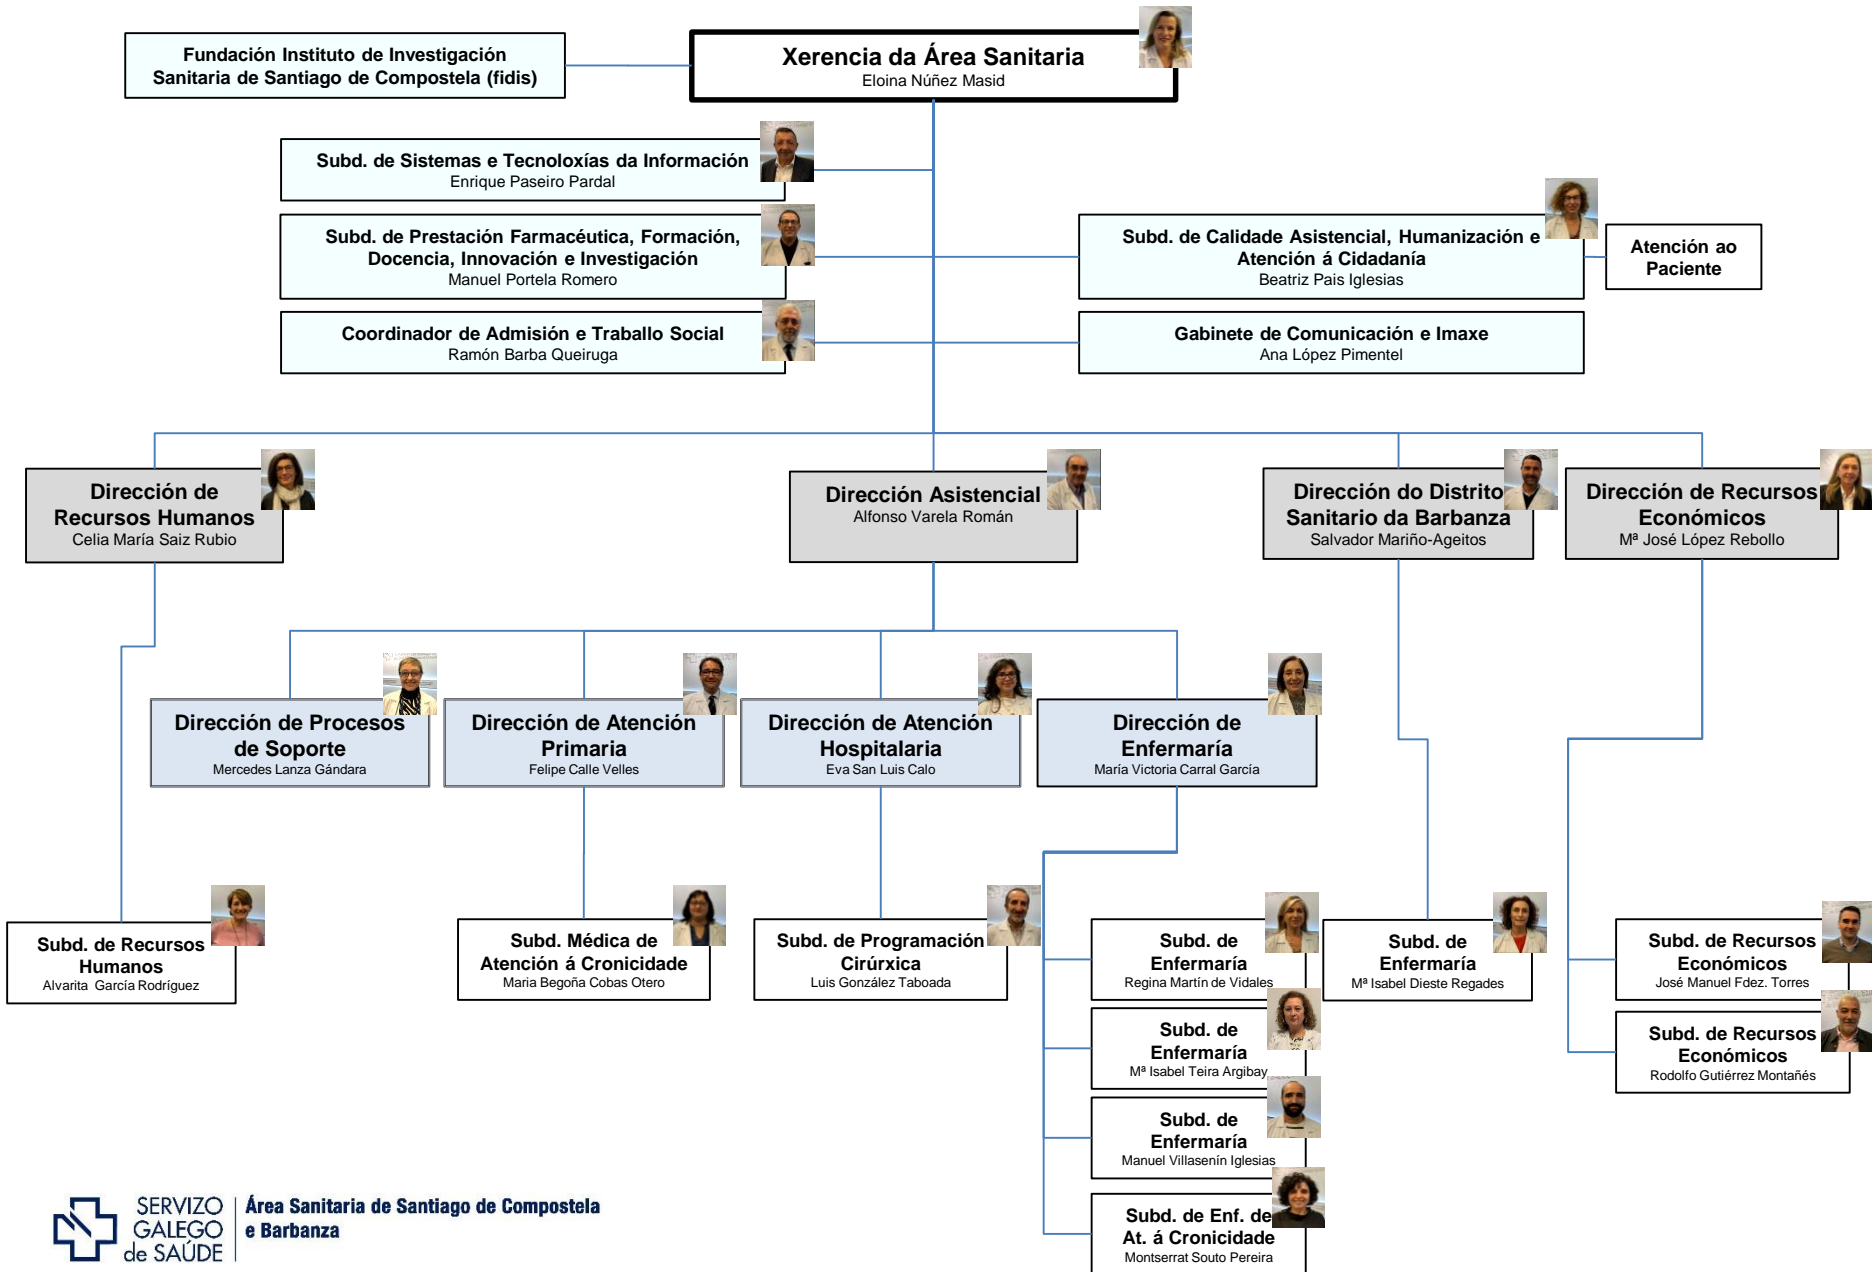 Fundación Instituto de Investigación
Sanitaria de Santiago de Compostela (fidis)
Xerencia da Área Sanitaria
Eloina Núñez Masid
Subd. de Sistemas e Tecnoloxías da Información
Enrique Paseiro Pardal
Subd. de Prestación Farmacéutica, Formación,
Docencia, Innovación e Investigación
Manuel Portela Romero
Subd. de Calidade Asistencial, Humanización e
Atención á Cidadanía
Beatriz Pais Iglesias
Atención ao
Paciente
Coordinador de Admisión e Traballo Social
Ramón Barba Queiruga
Gabinete de Comunicación e Imaxe
Ana López Pimentel
Dirección de
Recursos Humanos
Celia María Saiz Rubio
Dirección Asistencial
Alfonso Varela Román
Dirección do Distrito
Sanitario da Barbanza
Salvador Mariño-Ageitos
Dirección de Recursos
Económicos
Mª José López Rebollo
Dirección de Procesos
de Soporte
Mercedes Lanza Gándara
Dirección de Atención
Primaria
Felipe Calle Velles
Dirección de Atención
Hospitalaria
Eva San Luis Calo
Dirección de
Enfermaría
María Victoria Carral García
Subd. de Recursos
Humanos
Alvarita García Rodríguez
Subd. Médica de
Atención á Cronicidade
Maria Begoña Cobas Otero
Subd. de Programación
Cirúrxica
Luis González Taboada
Subd. de
Enfermaría
Regina Martín de Vidales
Subd. de
Enfermaría
Mª Isabel Dieste Regades
Subd. de Recursos
Económicos
José Manuel Fdez. Torres
Subd. de
Enfermaría
Mª Isabel Teira Argibay
Subd. de Recursos
Económicos
Rodolfo Gutiérrez Montañés
Subd. de
Enfermaría
Manuel Villasenín Iglesias
Subd. de Enf. de
At. á Cronicidade
Montserrat Souto Pereira
SERVIZO
GALEGO
de SAÚDE
Área Sanitaria de Santiago de Compostela
e Barbanza